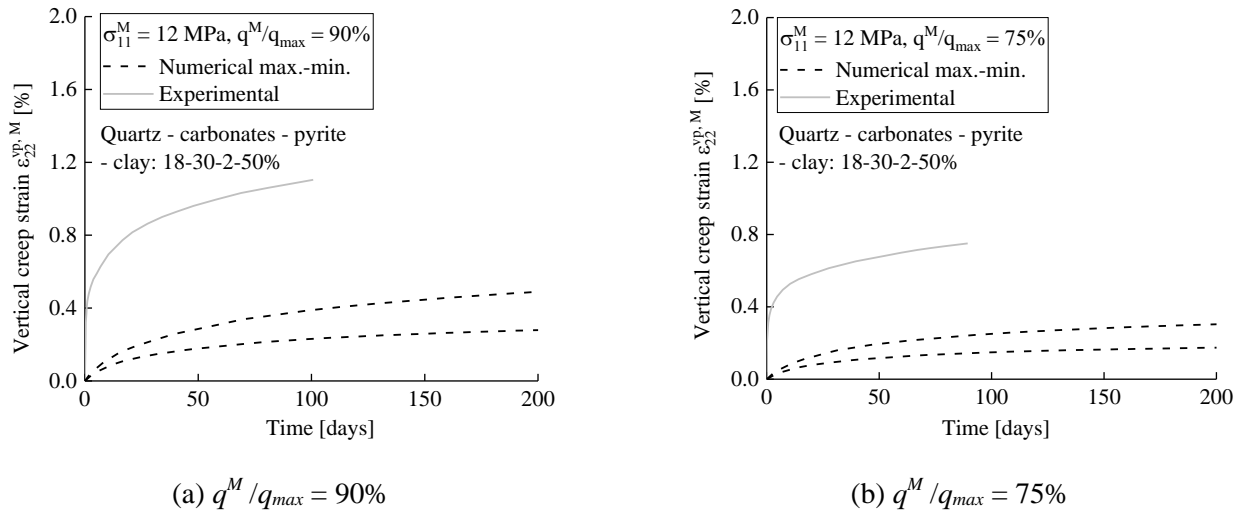 σ₁₁ᴹ = 12 MPa, qᴹ/qₘₐₓ = 90%
Numerical max.-min.
Experimental
Quartz - carbonates - pyrite
- clay: 18-30-2-50%
Vertical creep strain ε₂₂^vp, M [%]
2.0
1.6
1.2
0.8
0.4
0.0
0 50 100 150 200
Time [days]
(a) qᴹ /qₘₐₓ = 90%
σ₁₁ᴹ = 12 MPa, qᴹ/qₘₐₓ = 75%
Numerical max.-min.
Experimental
Quartz - carbonates - pyrite
- clay: 18-30-2-50%
Vertical creep strain ε₂₂^vp, M [%]
2.0
1.6
1.2
0.8
0.4
0.0
0 50 100 150 200
Time [days]
(b) qᴹ /qₘₐₓ = 75%